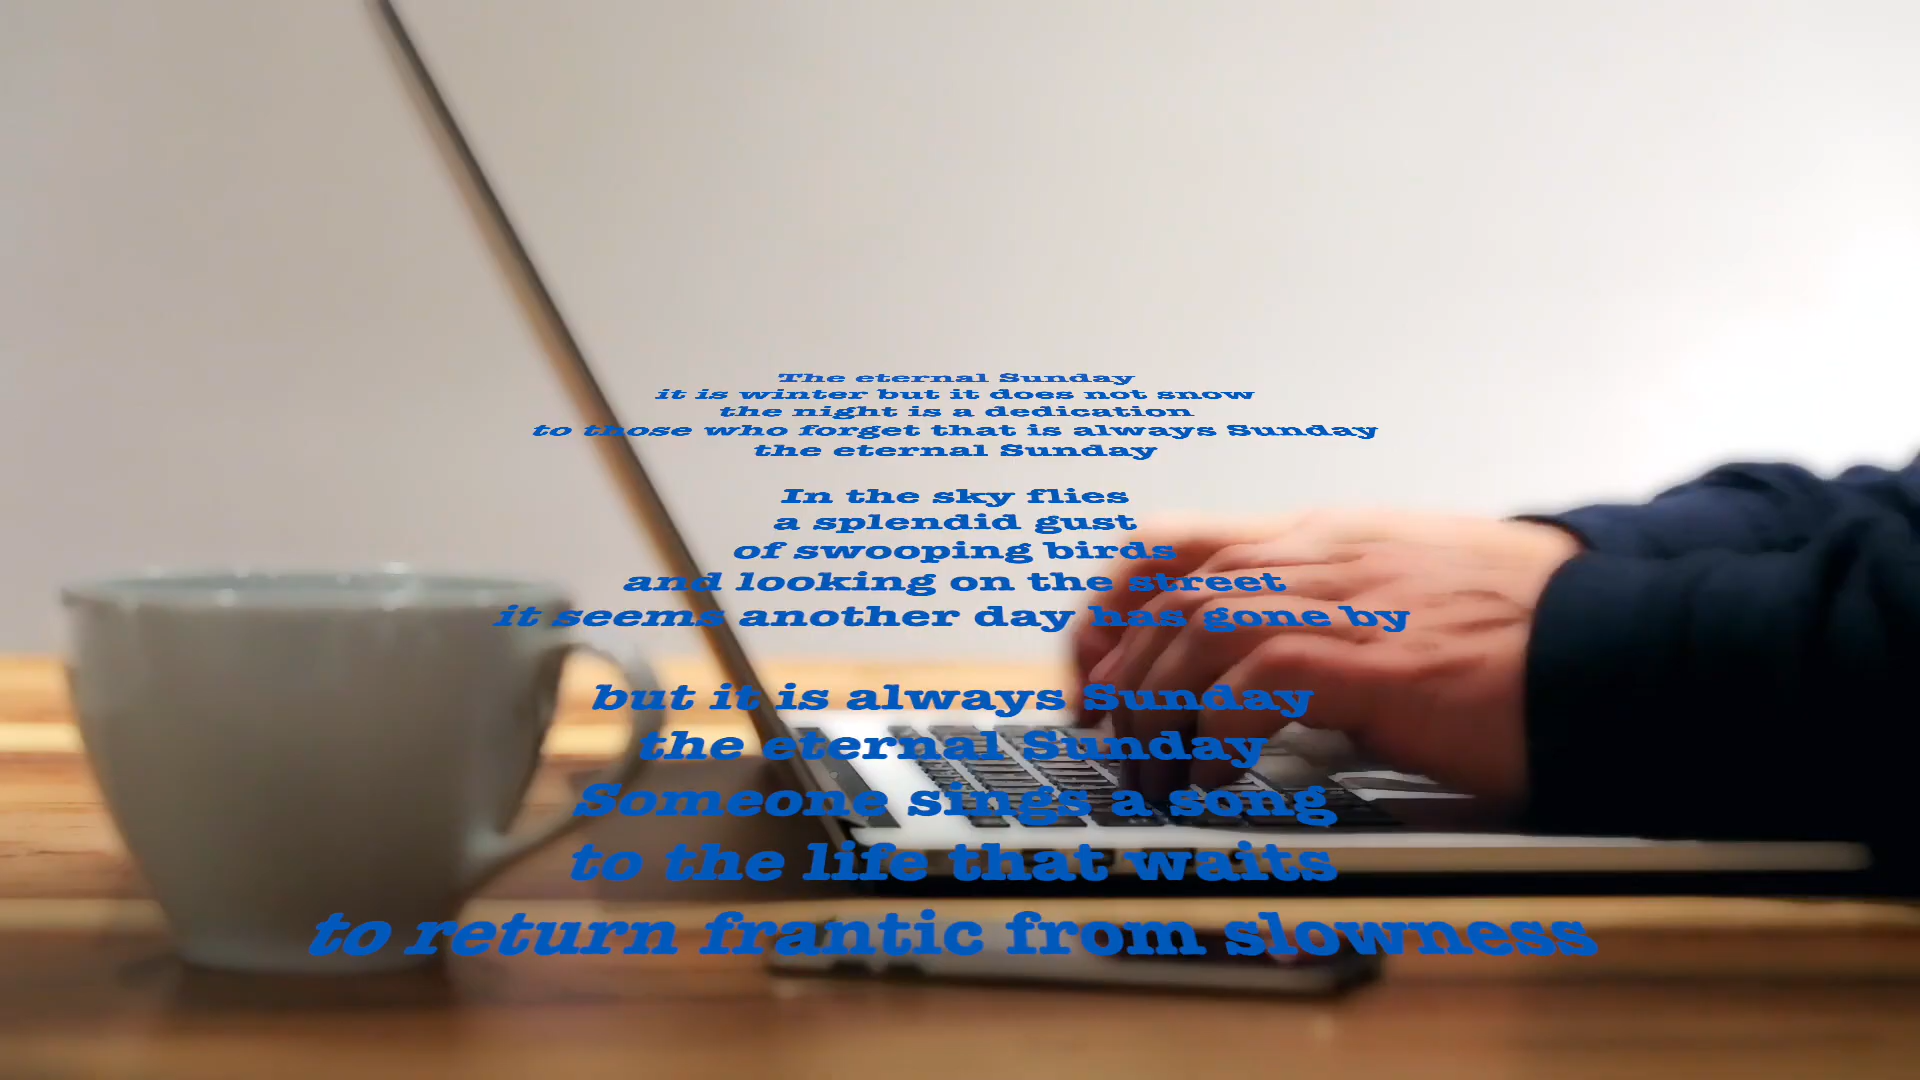 The eternal Sunday
it is winter but it does not snow
the night is a dedication
to those who forget that is always Sunday
the eternal Sunday
In the sky flies
a splendid gust
of swooping birds
and looking on the street
it seems another day has gone by
but it is always Sunday
the eternal Sunday
Someone sings a song
to the life that waits
to return frantic from slowness